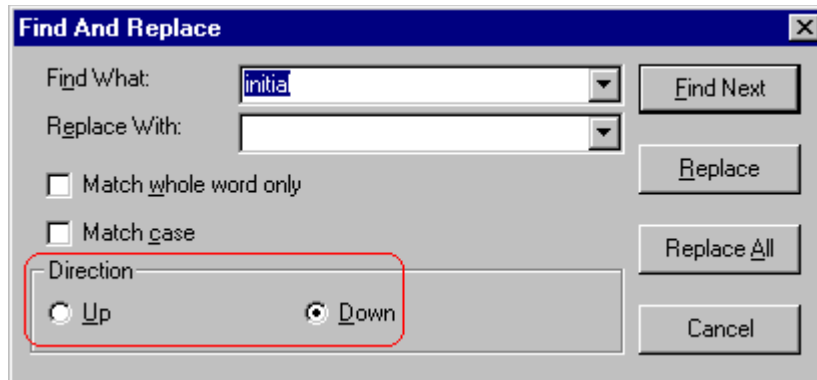 Find And Replace
Find What:
initial
Find Next
Replace With:
Replace
Match whole word only
Match case
Replace All
Direction
Up
Down
Cancel